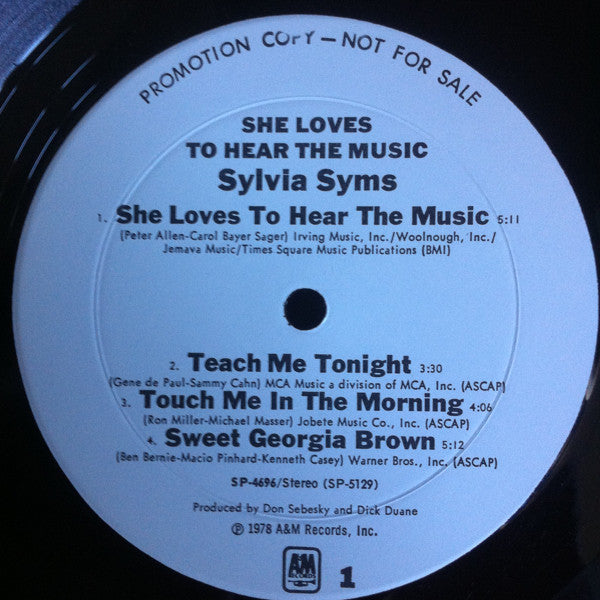 PROMOTION COPY — NOT FOR SALE
SHE LOVES
TO HEAR THE MUSIC
Sylvia Syms
1. She Loves To Hear The Music 5:11
(Peter Allen-Carol Bayer Sager) Irving Music, Inc./Woolnough, Inc./
Jemava Music/Times Square Music Publications (BMI)
2. Teach Me Tonight 3:30
(Gene de Paul-Sammy Cahn) MCA Music a division of MCA, Inc. (ASCAP)
3. Touch Me In The Morning 4:06
(Ron Miller-Michael Masser) Jobete Music Co., Inc. (ASCAP)
4. Sweet Georgia Brown 5:12
(Ben Bernie-Macio Pinhard-Kenneth Casey) Warner Bros., Inc. (ASCAP)
SP-4696/Stereo (SP-5129)
Produced by Don Sebesky and Dick Duane
℗ 1978 A&M Records, Inc.
A&M
RECORDS
1